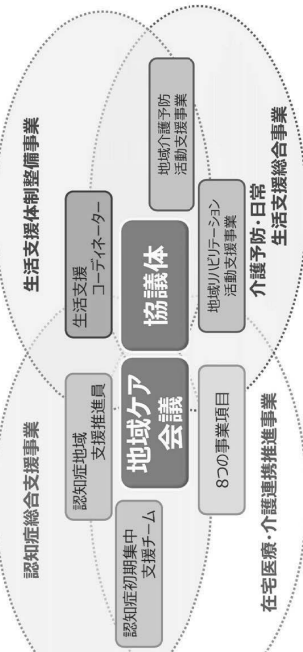 認知症総合支援事業
生活支援体制整備事業
認知症初期集中
支援チーム
認知症地域
支援推進員
生活支援
コーディネーター
地域ケア
会議
協議体
地域介護予防
活動支援事業
8つの事業項目
地域リハビリテーション
活動支援事業
在宅医療・介護連携推進事業
介護予防・日常
生活支援総合事業